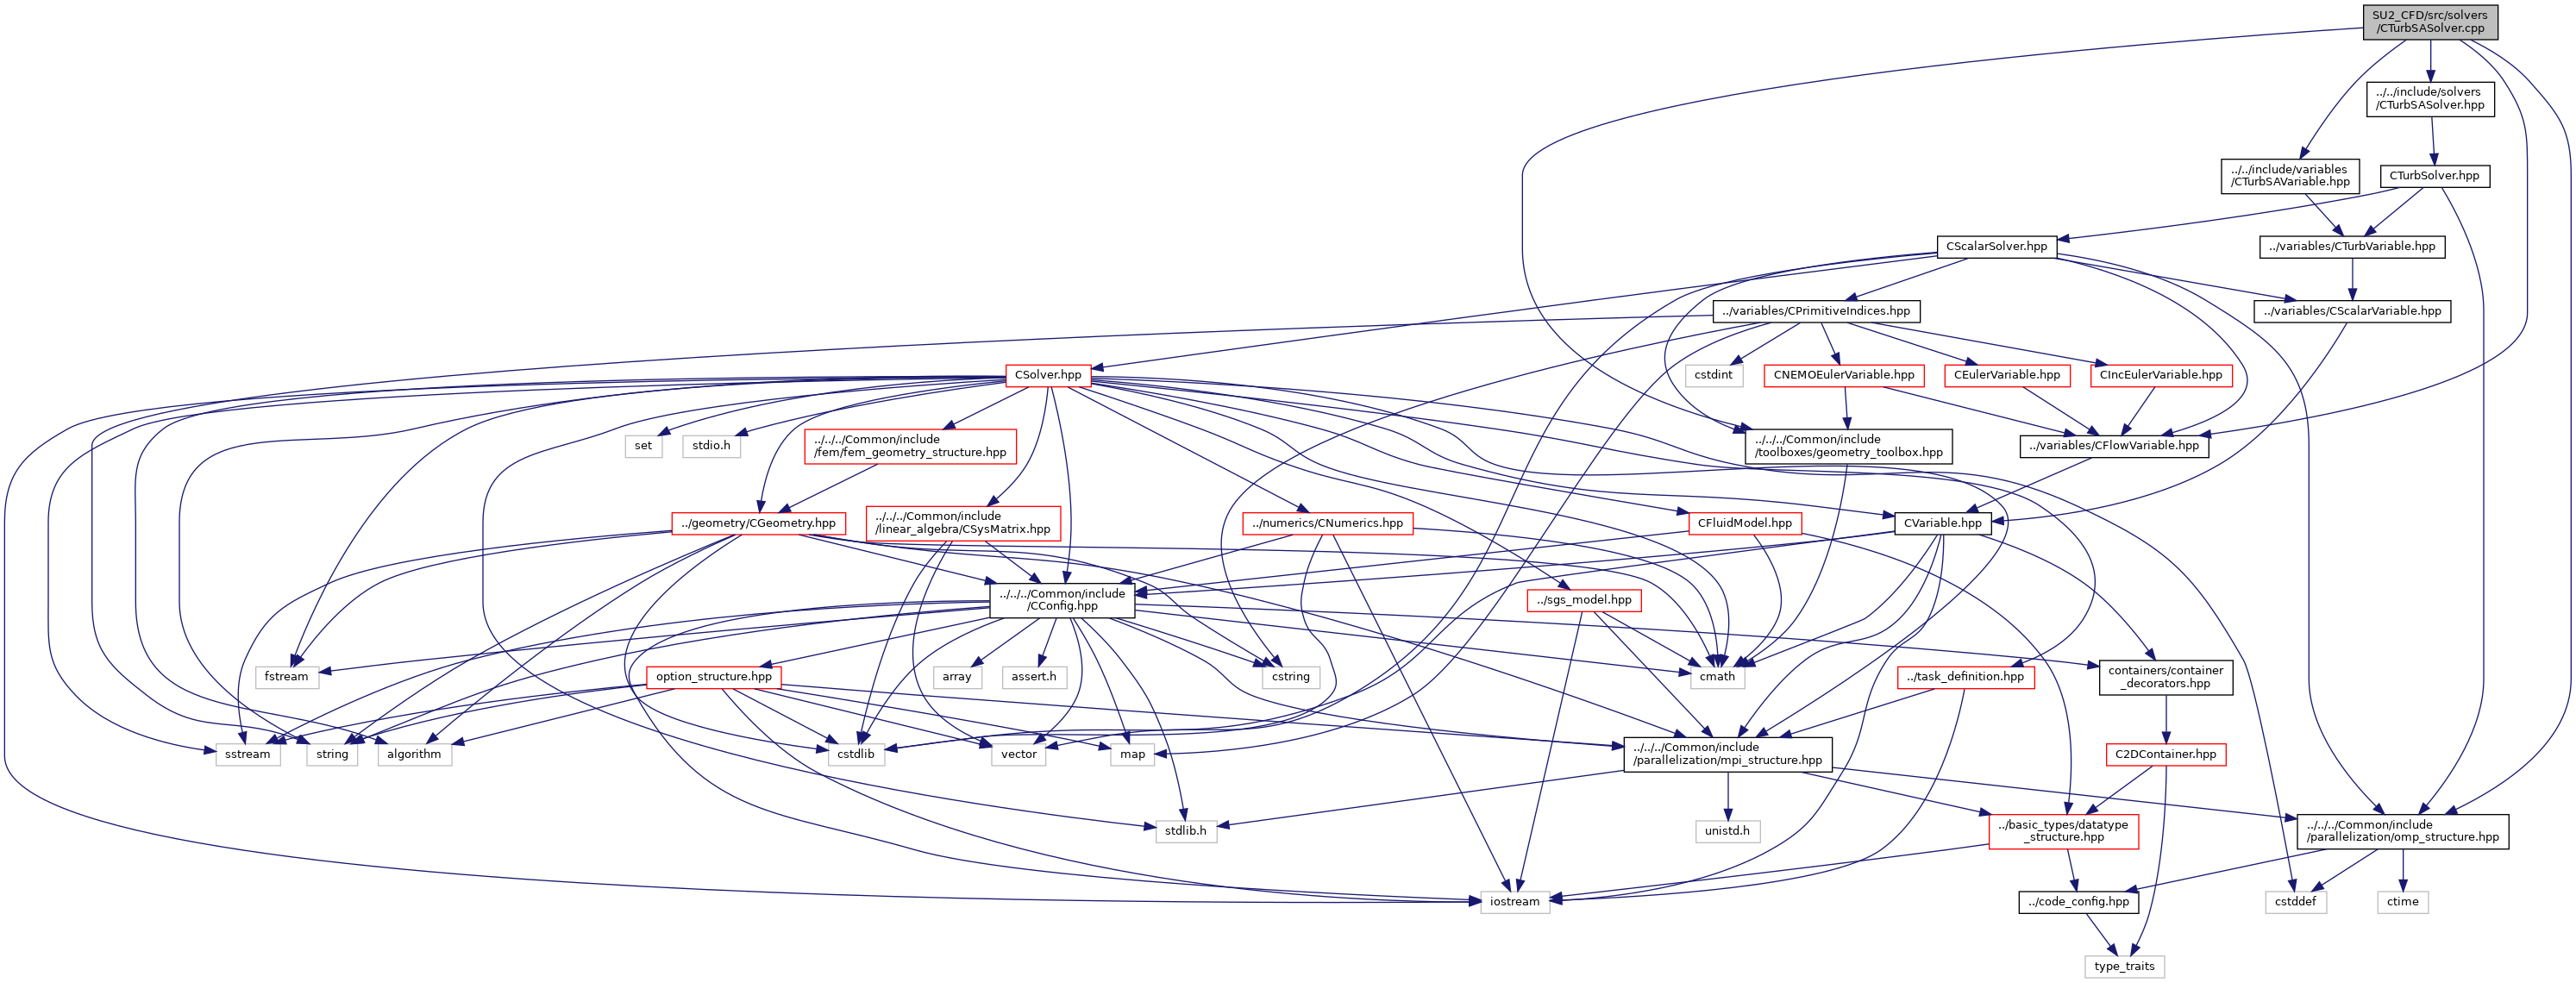 SU2_CFD/src/solvers
/CTurbSASolver.cpp
../../include/solvers
/CTurbSASolver.hpp
../../include/variables
/CTurbSAVariable.hpp
CTurbSolver.hpp
CScalarSolver.hpp
../variables/CTurbVariable.hpp
../variables/CPrimitiveIndices.hpp
../variables/CScalarVariable.hpp
CSolver.hpp
cstdint
CNEMOEulerVariable.hpp
CEulerVariable.hpp
CIncEulerVariable.hpp
set
stdio.h
../../../Common/include
/fem/fem_geometry_structure.hpp
../../../Common/include
/toolboxes/geometry_toolbox.hpp
../variables/CFlowVariable.hpp
../geometry/CGeometry.hpp
../../../Common/include
/linear_algebra/CSysMatrix.hpp
../numerics/CNumerics.hpp
CFluidModel.hpp
CVariable.hpp
../../../Common/include
/CConfig.hpp
../sgs_model.hpp
fstream
option_structure.hpp
array
assert.h
cstring
cmath
../task_definition.hpp
containers/container
_decorators.hpp
sstream
string
algorithm
cstdlib
vector
map
../../../Common/include
/parallelization/mpi_structure.hpp
C2DContainer.hpp
stdlib.h
unistd.h
../basic_types/datatype
_structure.hpp
../../../Common/include
/parallelization/omp_structure.hpp
iostream
../code_config.hpp
cstddef
ctime
type_traits